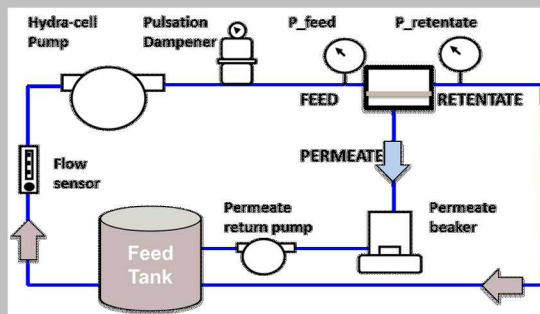 Hydra-cell
Pump
Pulsation
Dampener
P_feed
P_retentate
FEED
RETENTATE
PERMEATE
Flow
sensor
Permeate
return pump
Permeate
beaker
Feed
Tank